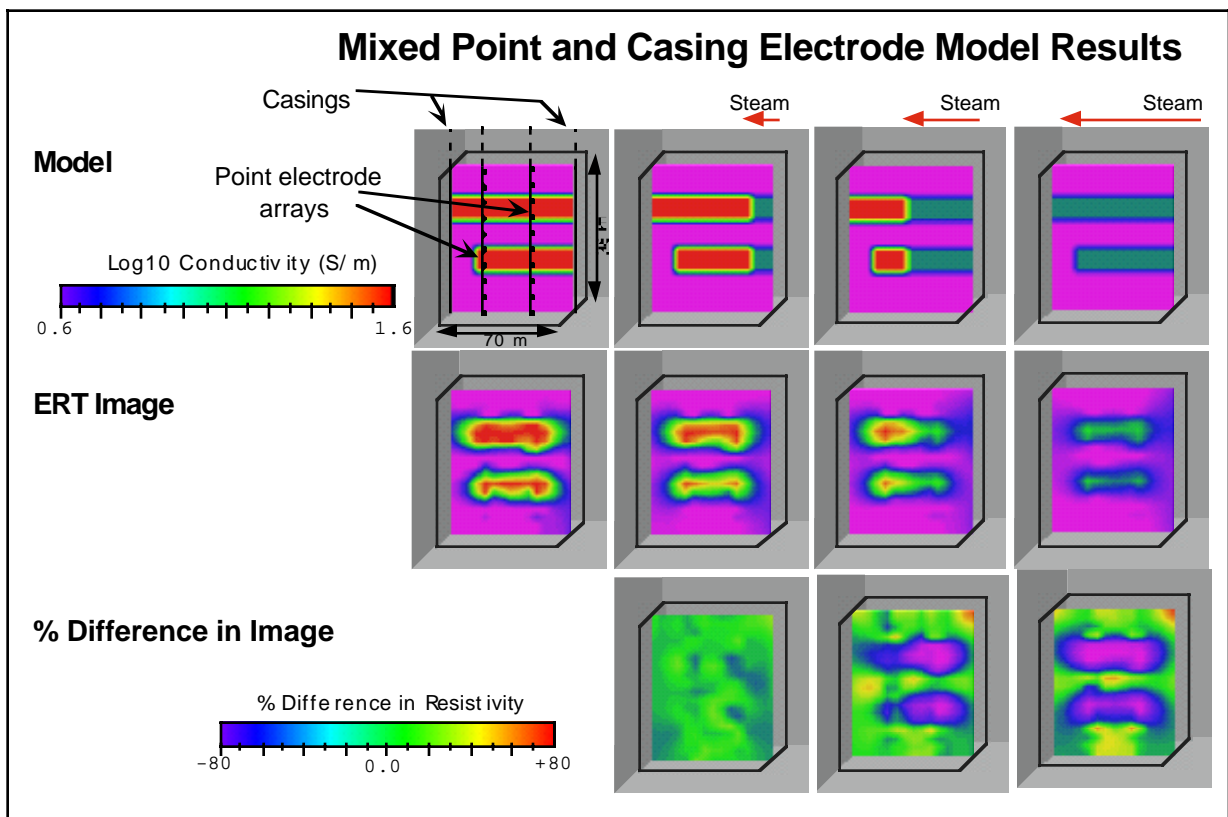 Mixed Point and Casing Electrode Model Results
Casings
Steam
Steam
Steam
Model
Point electrode
arrays
Log10 Conductivity (S/ m)
0.6
1.6
70 m
ERT Image
% Difference in Image
% Difference in Resistivity
-80
0.0
+80